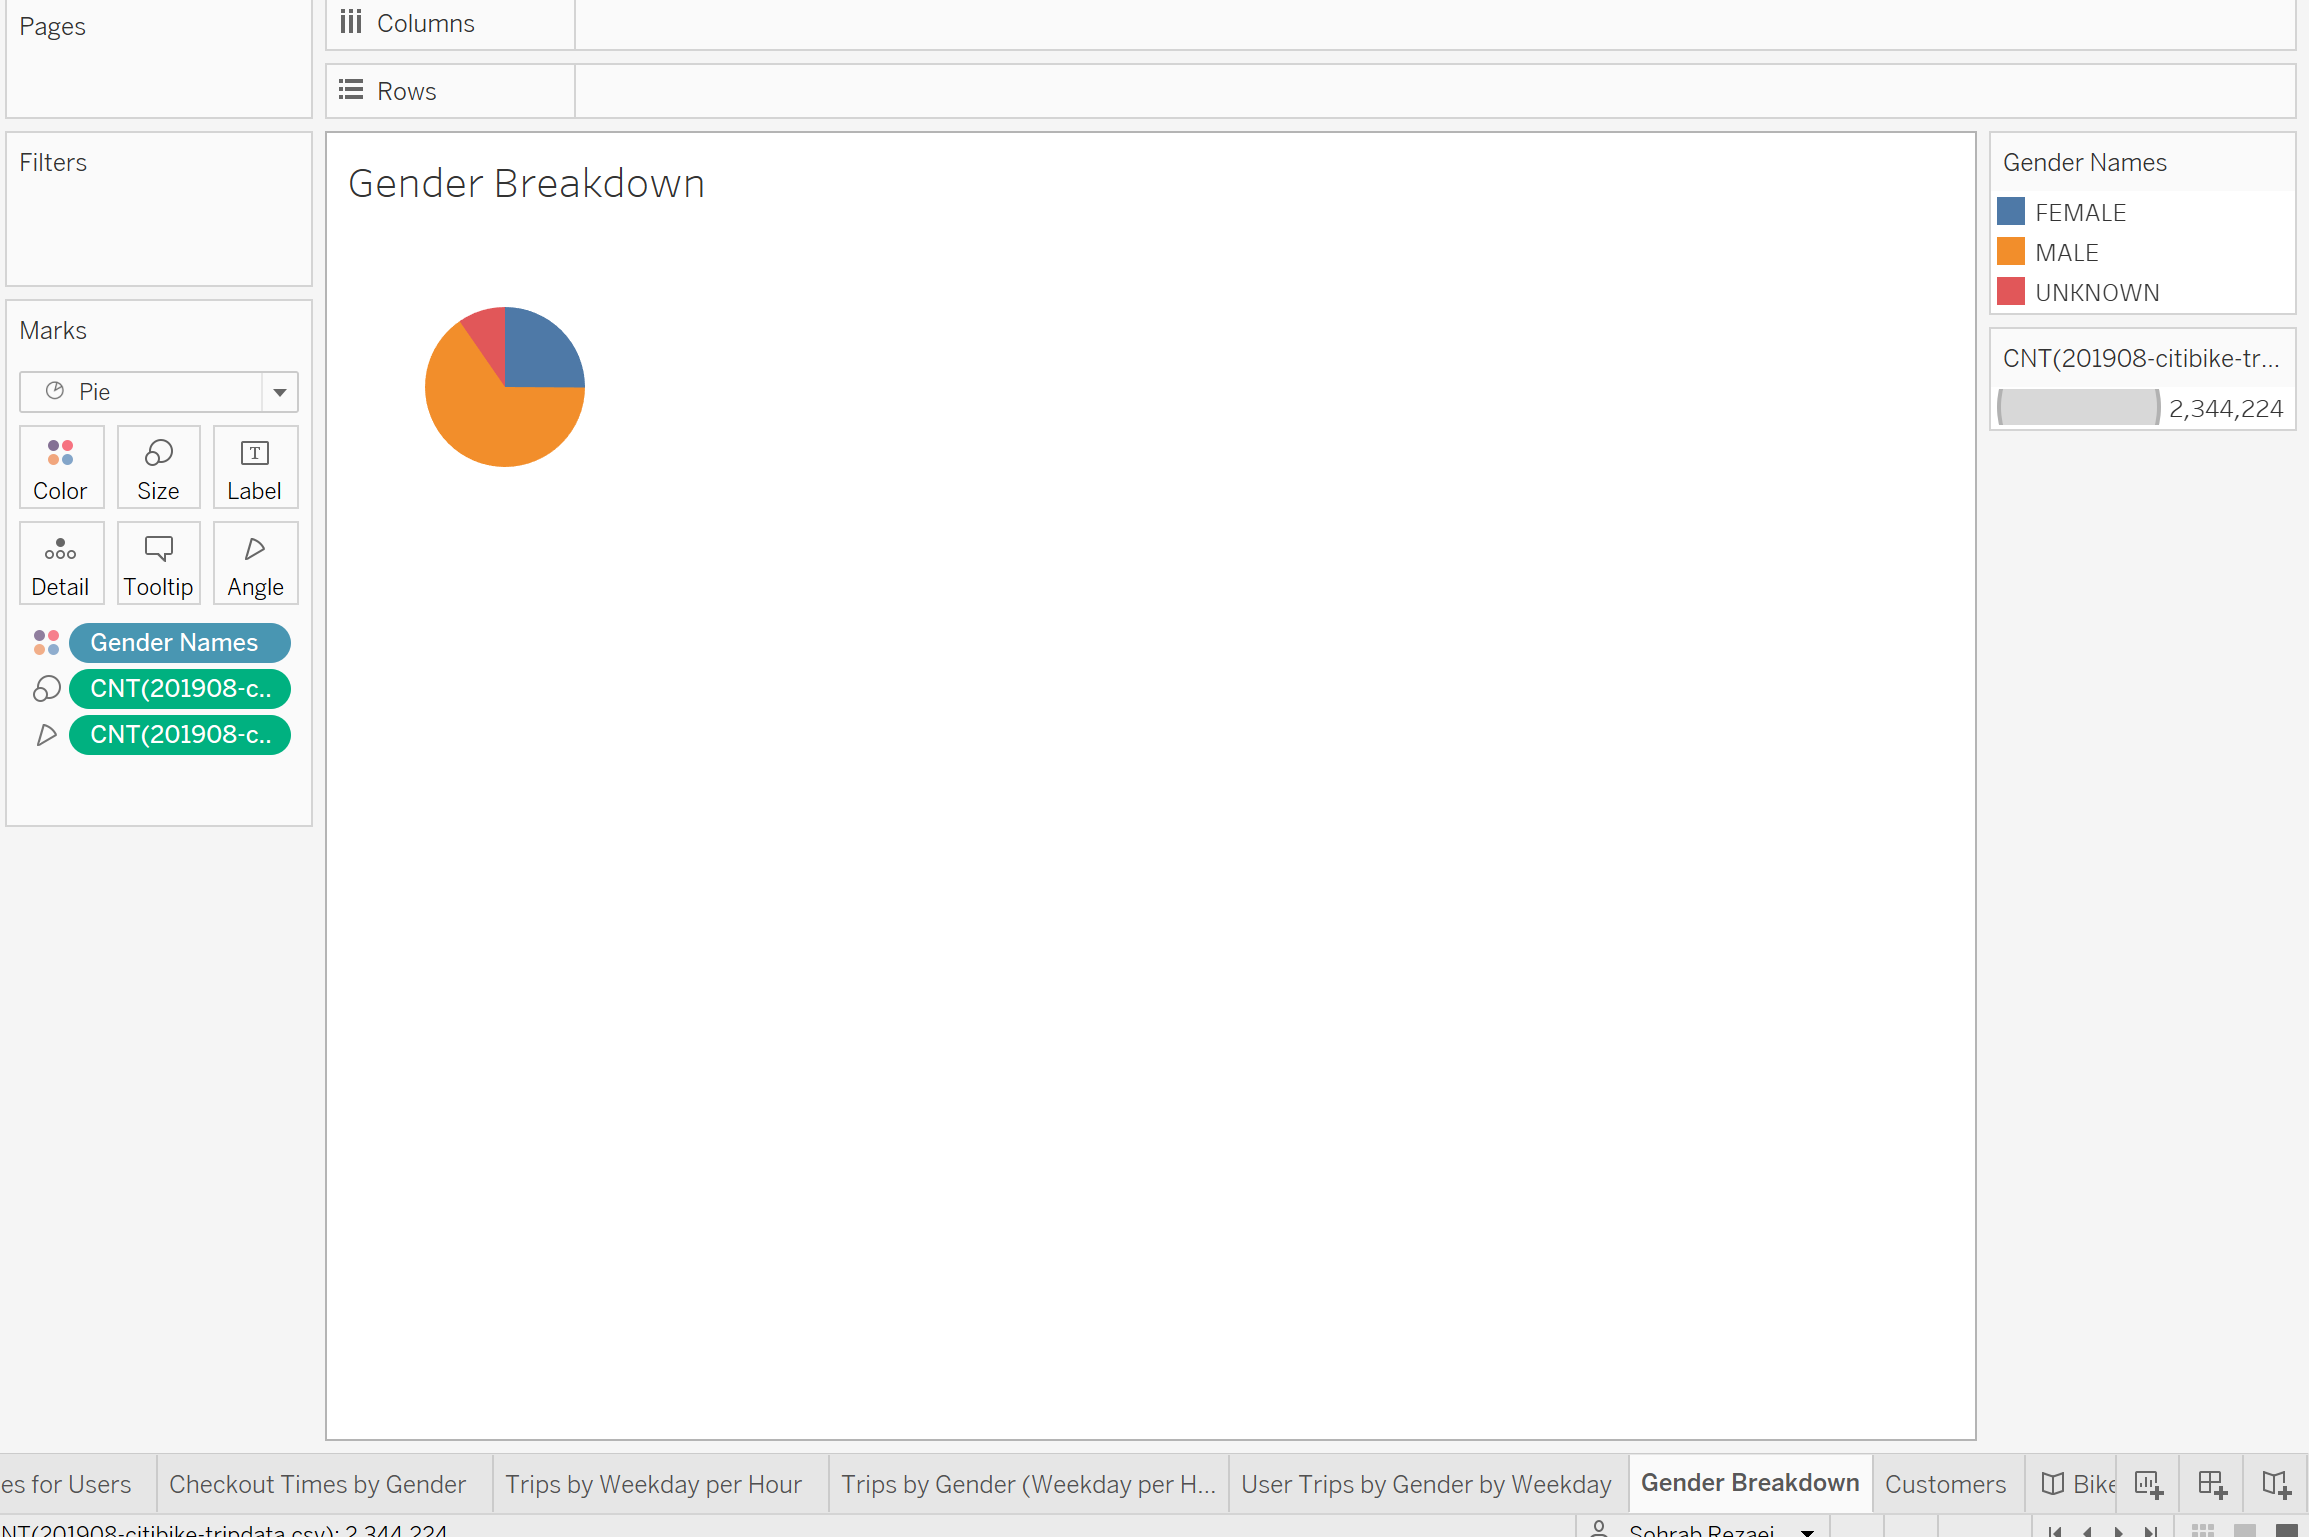 Pages
Columns
Rows
Filters
Gender Breakdown
Gender Names
FEMALE
MALE
UNKNOWN
CNT(201908-citibike-tr...
2,344,224
Marks
Pie
Color
Size
T
Label
Detail
Tooltip
Angle
Gender Names
CNT(201908-c..
CNT(201908-c..
es for Users
Checkout Times by Gender
Trips by Weekday per Hour
Trips by Gender (Weekday per H...
User Trips by Gender by Weekday
Gender Breakdown
Customers
Bike
NT(201908-citibike-tripdata.csv): 2,344,224
Sohrab Rezaei